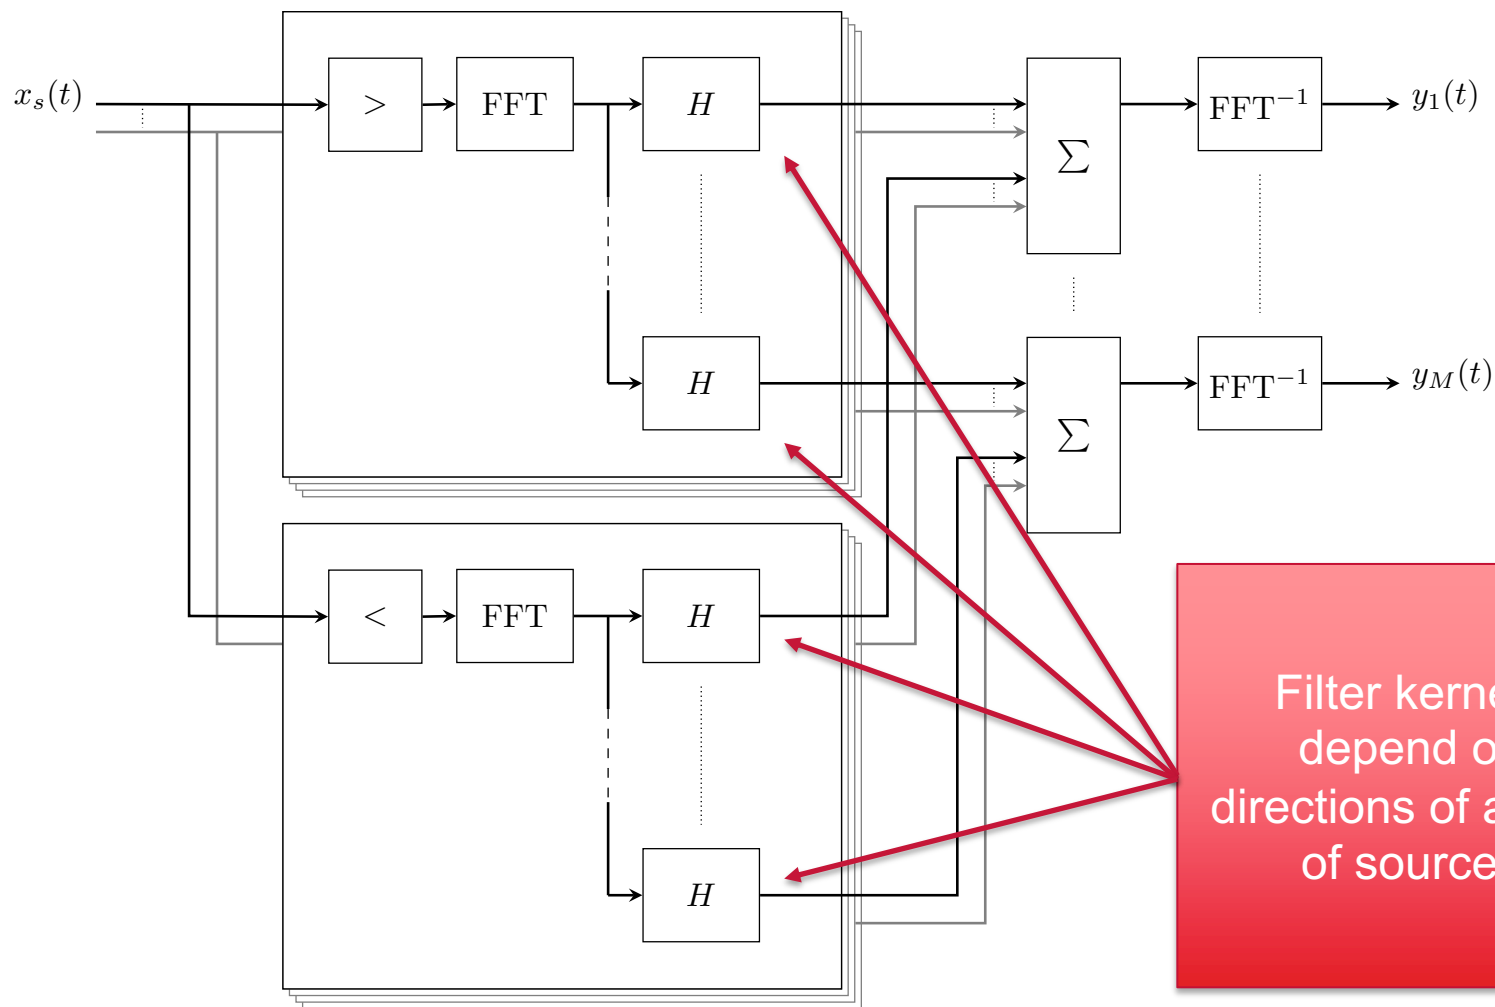 x_s(t) > FFT H Σ FFT⁻¹ y_1(t)
H Σ FFT⁻¹ y_M(t)
< FFT H
H
Filter kerne
depend o
directions of a
of source